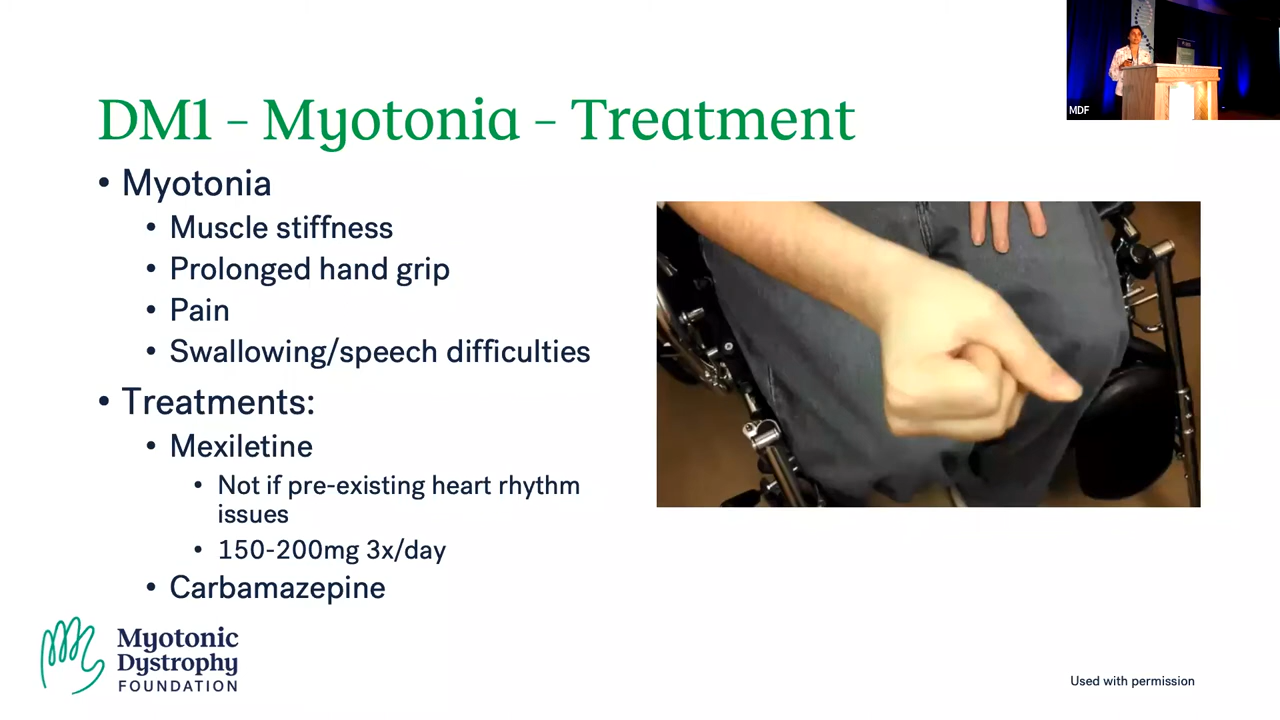 MDF
DM1 – Myotonia – Treatment
• Myotonia
• Muscle stiffness
• Prolonged hand grip
• Pain
• Swallowing/speech difficulties
• Treatments:
• Mexiletine
• Not if pre-existing heart rhythm
issues
• 150-200mg 3x/day
• Carbamazepine
Myotonic
Dystrophy
FOUNDATION
Used with permission